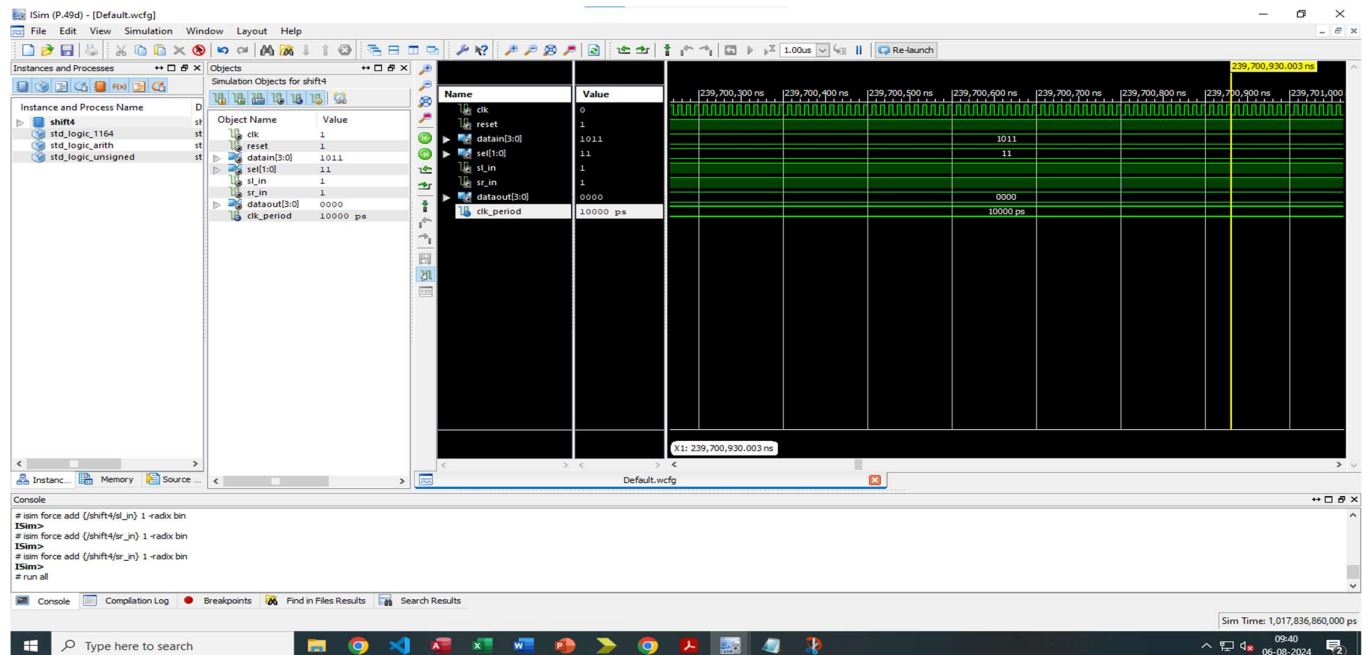 ISim (P.49d) - [Default.wcfg]
File Edit View Simulation Window Layout Help
1.00us Re-launch
Instances and Processes
Instance and Process Name D
shift4 sh
std_logic_1164 st
std_logic_arith st
std_logic_unsigned st
Objects
Simulation Objects for shift4
Object Name Value
clk 1
reset 1
datain[3:0] 1011
sel[1:0] 11
sl_in 1
sr_in 1
dataout[3:0] 0000
clk_period 10000 ps
Name Value
clk 0
reset 1
datain[3:0] 1011
sel[1:0] 11
sl_in 1
sr_in 1
dataout[3:0] 0000
clk_period 10000 ps
239,700,930.003 ns
239,700,300 ns 239,700,400 ns 239,700,500 ns 239,700,600 ns 239,700,700 ns 239,700,800 ns 239,700,900 ns 239,701,000
1011
11
0000
10000 ps
X1: 239,700,930.003 ns
Instanc... Memory Source ...
Default.wcfg
Console
# isim force add {/shift4/sl_in} 1 -radix bin
ISim>
# isim force add {/shift4/sr_in} 1 -radix bin
ISim>
# isim force add {/shift4/sr_in} 1 -radix bin
ISim>
# run all
Console Compilation Log Breakpoints Find in Files Results Search Results
Sim Time: 1,017,836,860,000 ps
Type here to search
09:40
06-08-2024